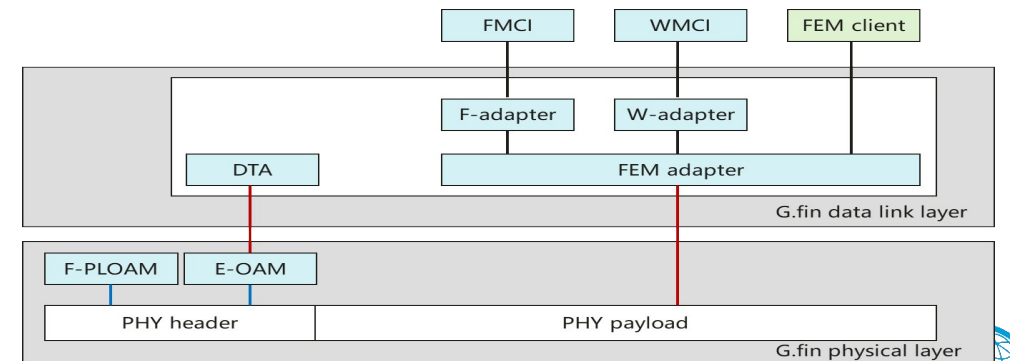 FMCI WMCI FEM client
F-adapter W-adapter
DTA FEM adapter
G.fin data link layer
F-PLOAM E-OAM
PHY header PHY payload
G.fin physical layer